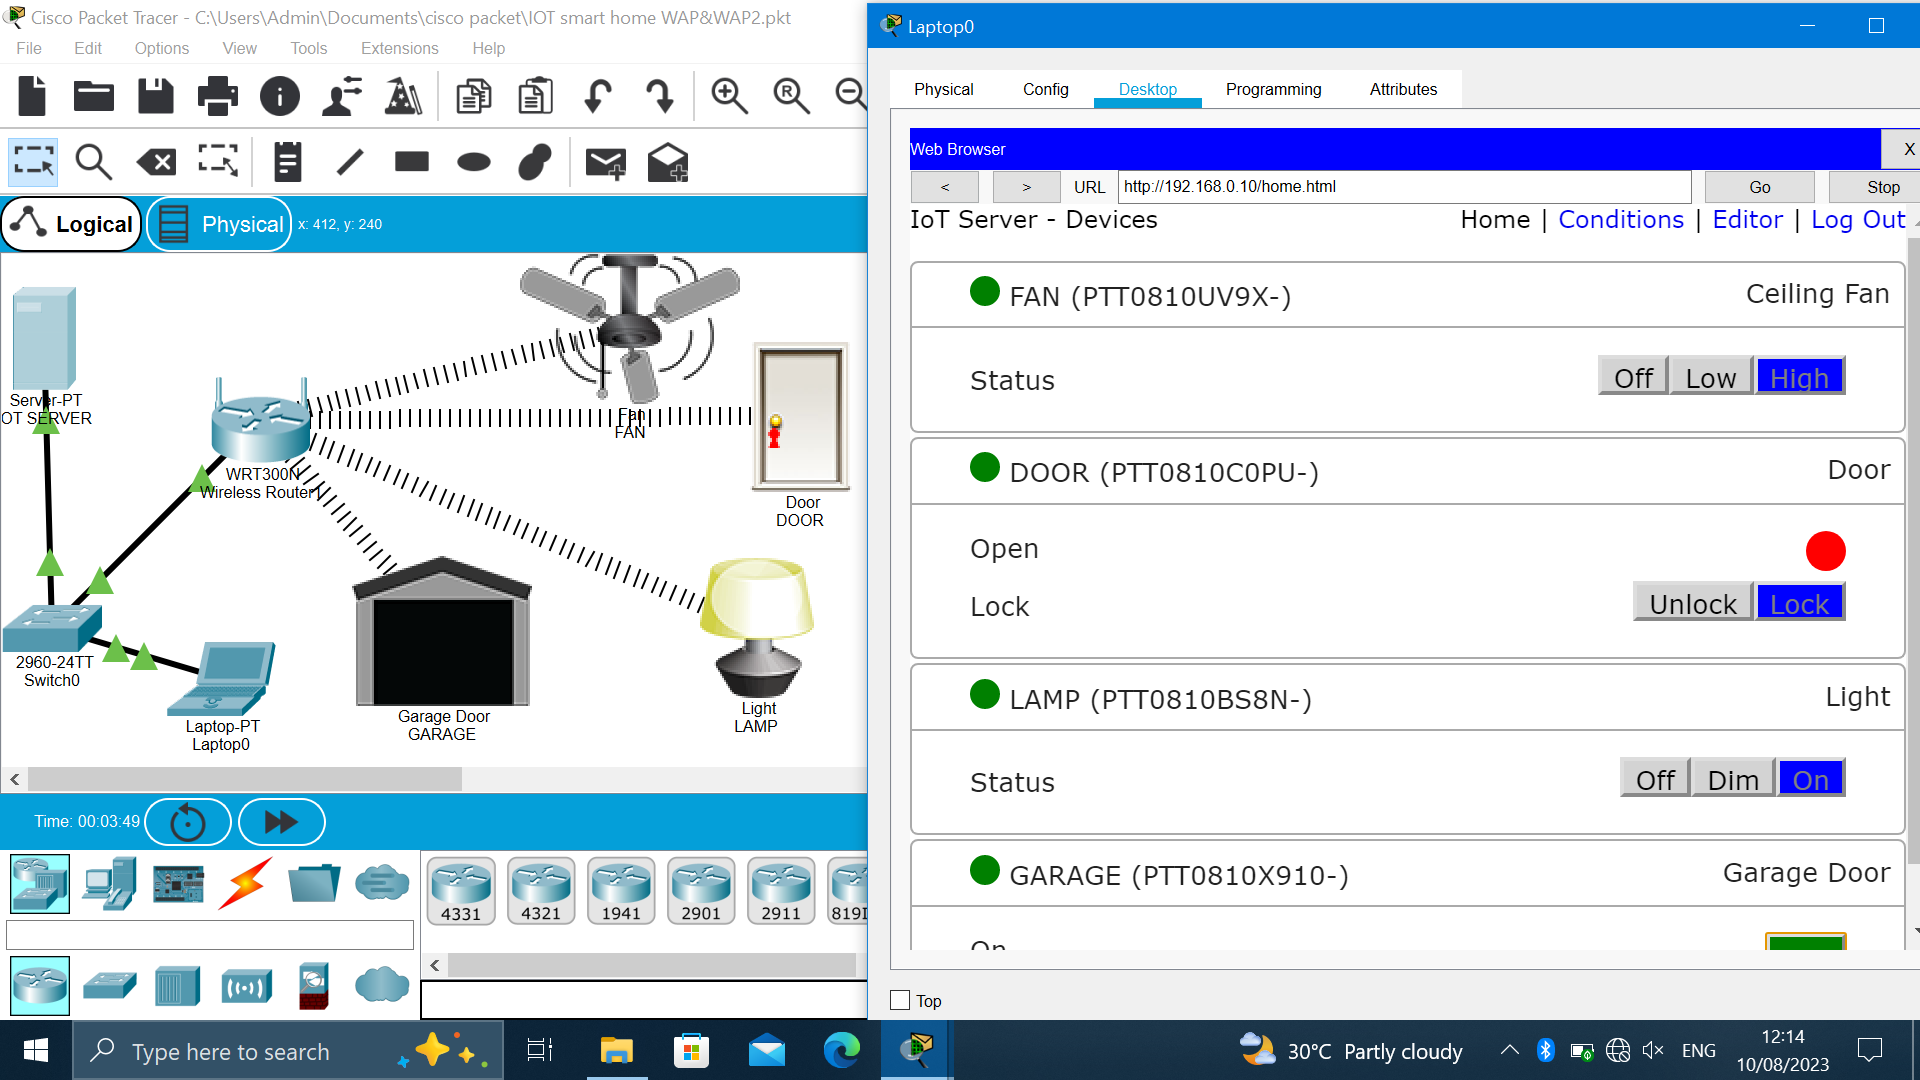 Cisco Packet Tracer - C:\Users\Admin\Documents\cisco packet\IOT smart home WAP&WAP2.pkt
File Edit Options View Tools Extensions Help
Logical Physical x: 412, y: 240
Server-PT
OT SERVER
WRT300N
Wireless Router1
Fan
FAN
Door
DOOR
2960-24TT
Switch0
Laptop-PT
Laptop0
Garage Door
GARAGE
Light
LAMP
Time: 00:03:49
4331 4321 1941 2901 2911 819I
Laptop0
Physical Config Desktop Programming Attributes
Web Browser X
< > URL http://192.168.0.10/home.html Go Stop
IoT Server - Devices Home | Conditions | Editor | Log Out
FAN (PTT0810UV9X-) Ceiling Fan
Status Off Low High
DOOR (PTT0810C0PU-) Door
Open
Lock Unlock Lock
LAMP (PTT0810BS8N-) Light
Status Off Dim On
GARAGE (PTT0810X910-) Garage Door
On
Top
Type here to search
30°C Partly cloudy ENG 12:14
10/08/2023